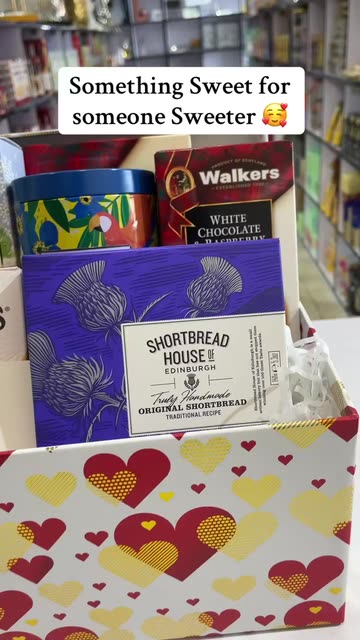 Something Sweet for
someone Sweeter 🥰
PRODUCT OF SCOTLAND
Walkers
ESTABLISHED 1898
WHITE
CHOCOLATE
& RASPBERRY
SHORTBREAD
HOUSE OF
EDINBURGH
Truly Handmade
ORIGINAL SHORTBREAD
TRADITIONAL RECIPE
S